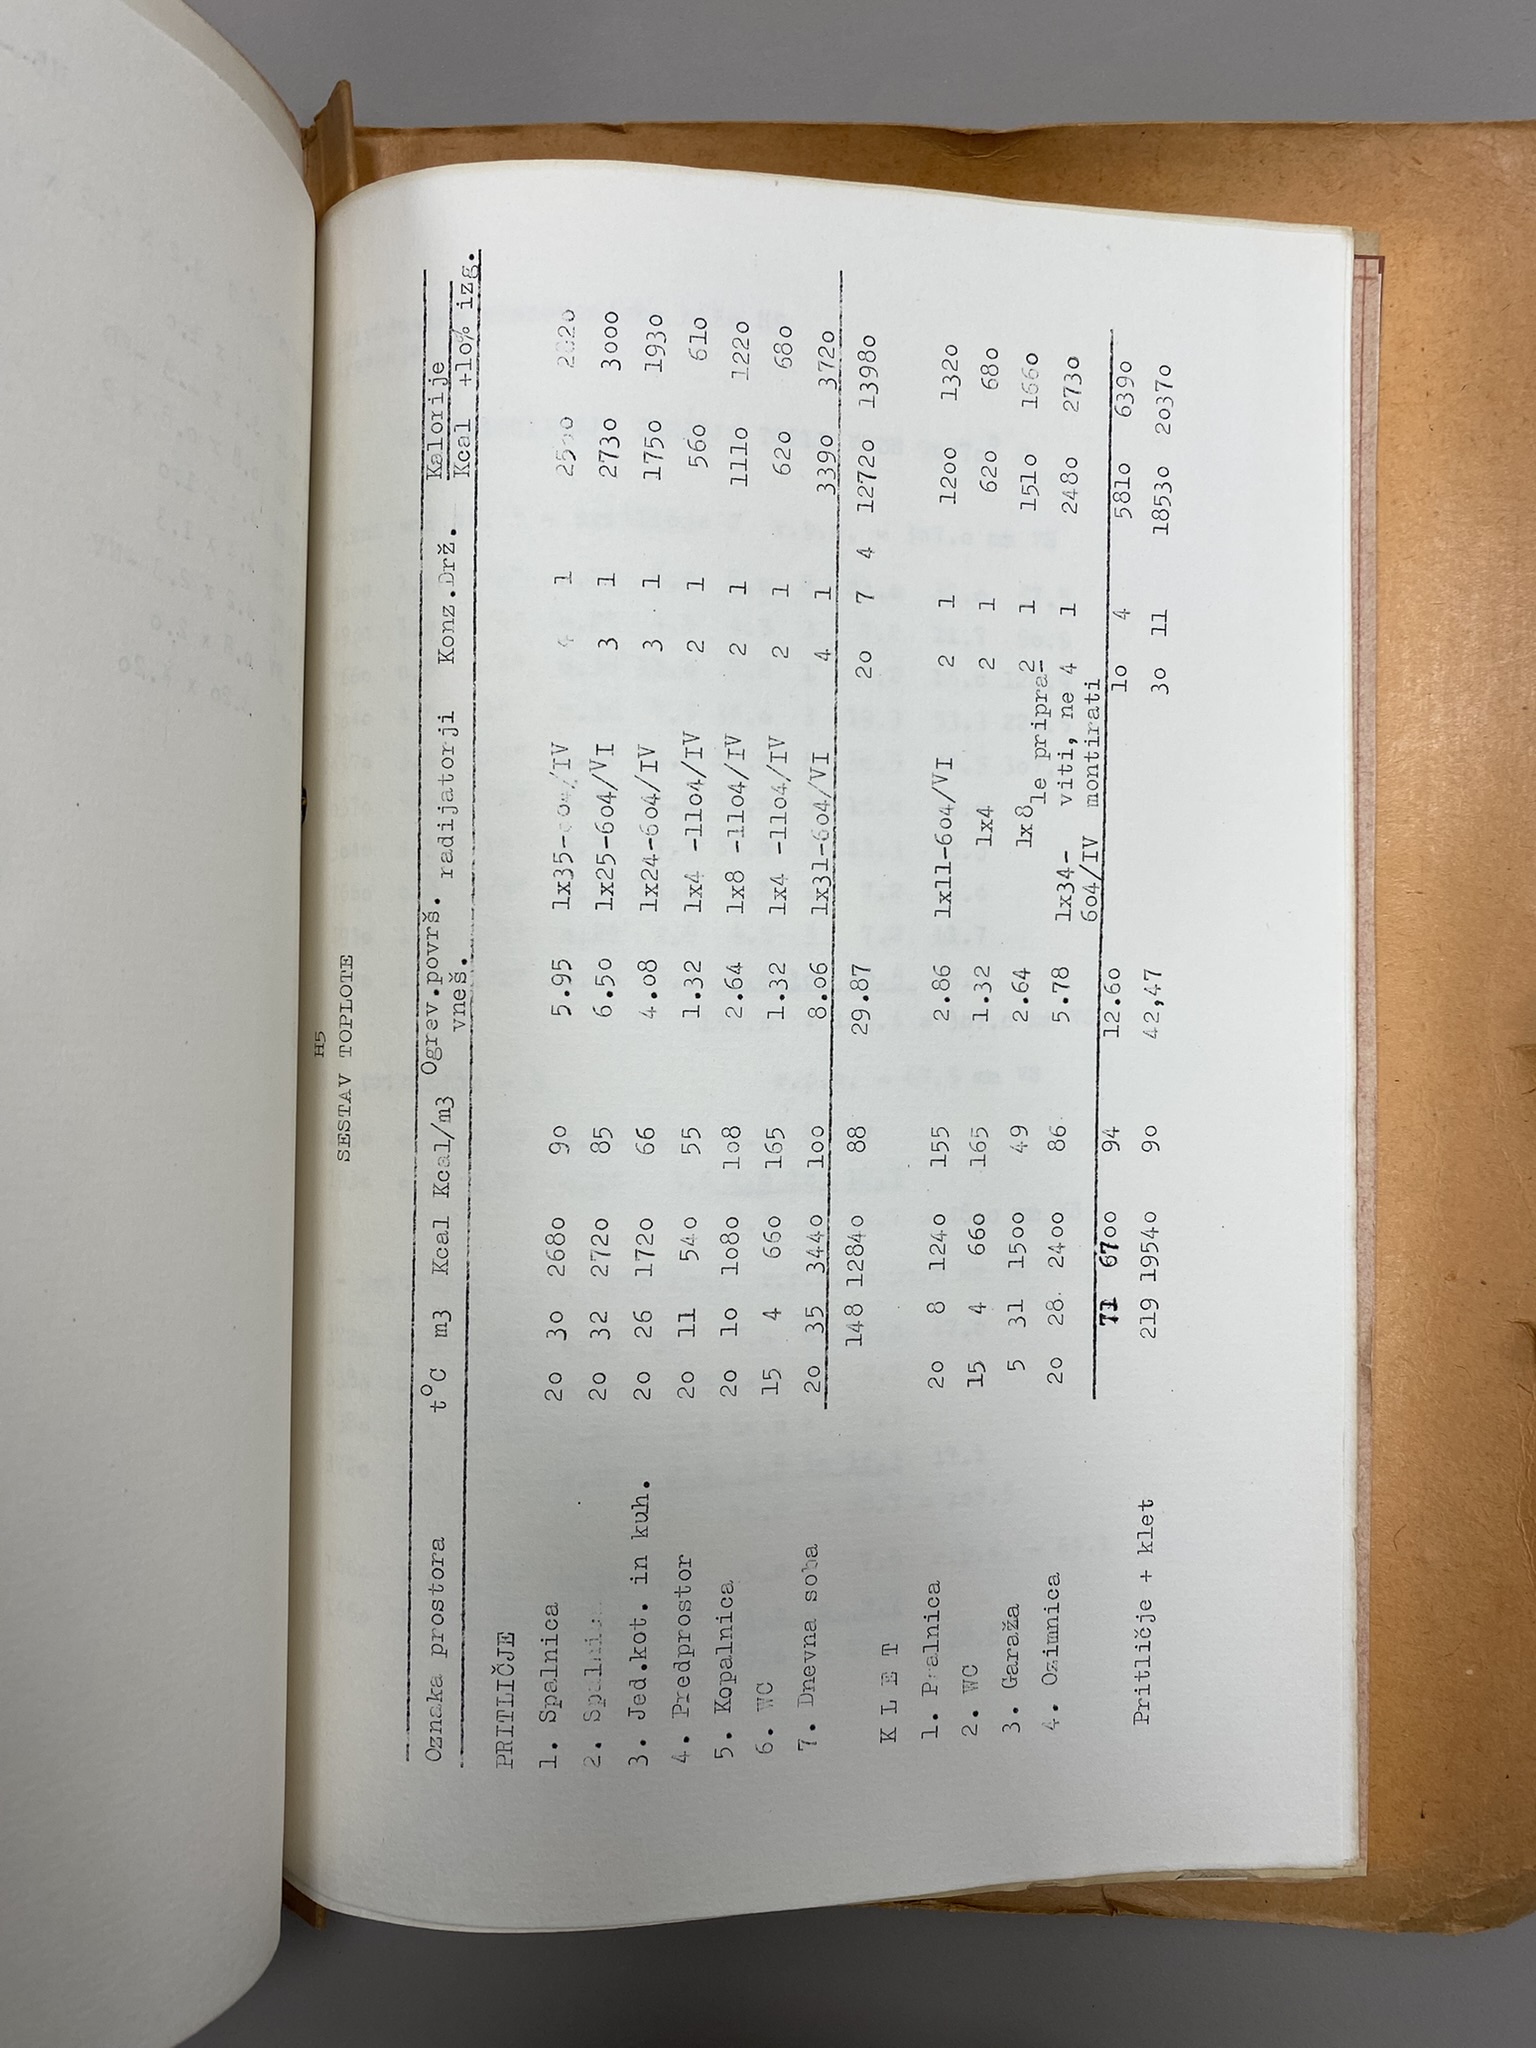 H5
SESTAV TOPLOTE
Oznaka prostora t°C m3 Kcal Kcal/m3 Ogrev.površ. radijatorji Konz.Drž. Kalorije
vneš. Kcal +lo% izg.
PRITLIČJE
1. Spalnica 20 30 2680 90 5.95 1x35-604/IV 4 1
2. Spalnica 20 32 2720 85 6.50 1x25-604/VI 3 1 2730 3000
3. Jed.kot. in kuh. 20 26 1720 66 4.08 1x24-604/IV 3 1 1750 1930
4. Predprostor 20 11 540 55 1.32 1x4 -1104/IV 2 1 560 610
5. Kopalnica 20 10 1080 108 2.64 1x8 -1104/IV 2 1 1110 1220
6. WC 15 4 660 165 1.32 1x4 -1104/IV 2 1 620 680
7. Dnevna soba 20 35 3440 100 8.06 1x31-604/VI 4 1 3390 3720
148 12840 88 29.87 20 7 4 12720 13980
K L E T
1. Pralnica 20 8 1240 155 2.86 1x11-604/VI 2 1 1200 1320
2. WC 15 4 660 165 1.32 1x4 2 1 620 680
3. Garaža 5 31 1500 49 2.64 1x8 le pripra- 2 1 1510 1660
4. Ozimnica 20 28 2400 86 5.78 1x34- viti, ne 4 1 2480 2730
604/IV montirati
71 6700 94 12.60 10 4 5810 6390
Pritličje + klet 219 19540 90 42,47 30 11 18530 20370